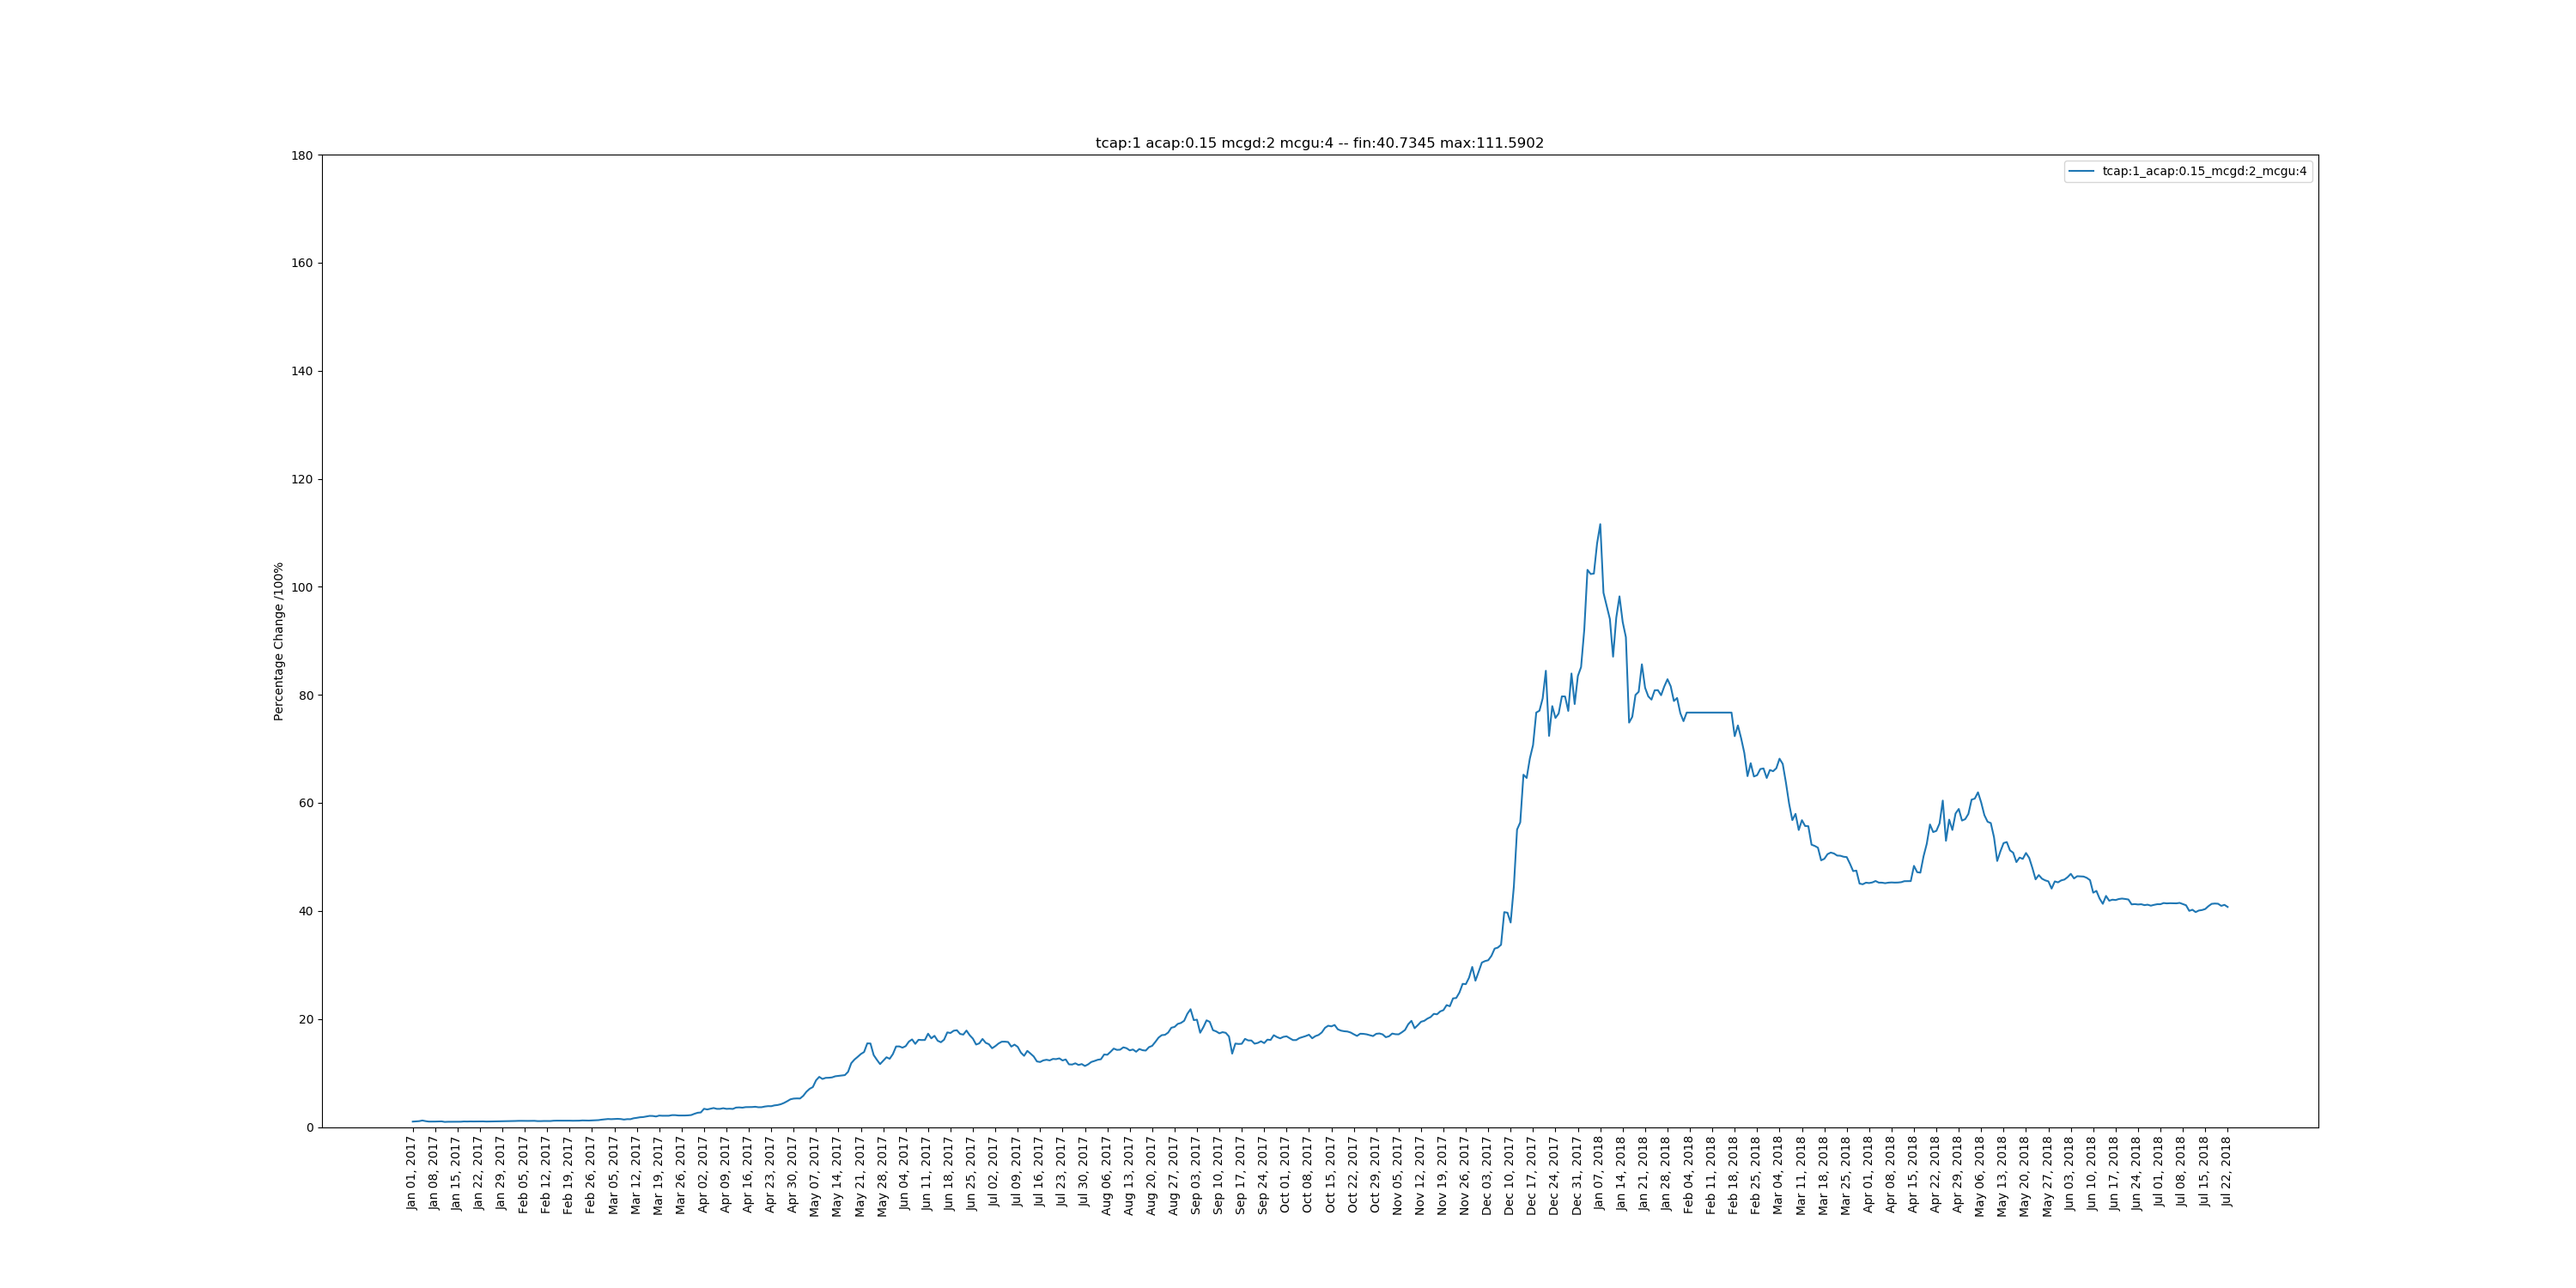 tcap:1 acap:0.15 mcgd:2 mcgu:4 -- fin:40.7345 max:111.5902
tcap:1_acap:0.15_mcgd:2_mcgu:4
Percentage Change /100%
180
160
140
120
100
80
60
40
20
0
Jan 01, 2017
Jan 08, 2017
Jan 15, 2017
Jan 22, 2017
Jan 29, 2017
Feb 05, 2017
Feb 12, 2017
Feb 19, 2017
Feb 26, 2017
Mar 05, 2017
Mar 12, 2017
Mar 19, 2017
Mar 26, 2017
Apr 02, 2017
Apr 09, 2017
Apr 16, 2017
Apr 23, 2017
Apr 30, 2017
May 07, 2017
May 14, 2017
May 21, 2017
May 28, 2017
Jun 04, 2017
Jun 11, 2017
Jun 18, 2017
Jun 25, 2017
Jul 02, 2017
Jul 09, 2017
Jul 16, 2017
Jul 23, 2017
Jul 30, 2017
Aug 06, 2017
Aug 13, 2017
Aug 20, 2017
Aug 27, 2017
Sep 03, 2017
Sep 10, 2017
Sep 17, 2017
Sep 24, 2017
Oct 01, 2017
Oct 08, 2017
Oct 15, 2017
Oct 22, 2017
Oct 29, 2017
Nov 05, 2017
Nov 12, 2017
Nov 19, 2017
Nov 26, 2017
Dec 03, 2017
Dec 10, 2017
Dec 17, 2017
Dec 24, 2017
Dec 31, 2017
Jan 07, 2018
Jan 14, 2018
Jan 21, 2018
Jan 28, 2018
Feb 04, 2018
Feb 11, 2018
Feb 18, 2018
Feb 25, 2018
Mar 04, 2018
Mar 11, 2018
Mar 18, 2018
Mar 25, 2018
Apr 01, 2018
Apr 08, 2018
Apr 15, 2018
Apr 22, 2018
Apr 29, 2018
May 06, 2018
May 13, 2018
May 20, 2018
May 27, 2018
Jun 03, 2018
Jun 10, 2018
Jun 17, 2018
Jun 24, 2018
Jul 01, 2018
Jul 08, 2018
Jul 15, 2018
Jul 22, 2018